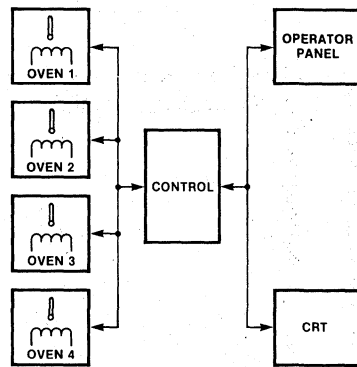 OVEN 1
OVEN 2
OVEN 3
OVEN 4
CONTROL
OPERATOR
PANEL
CRT